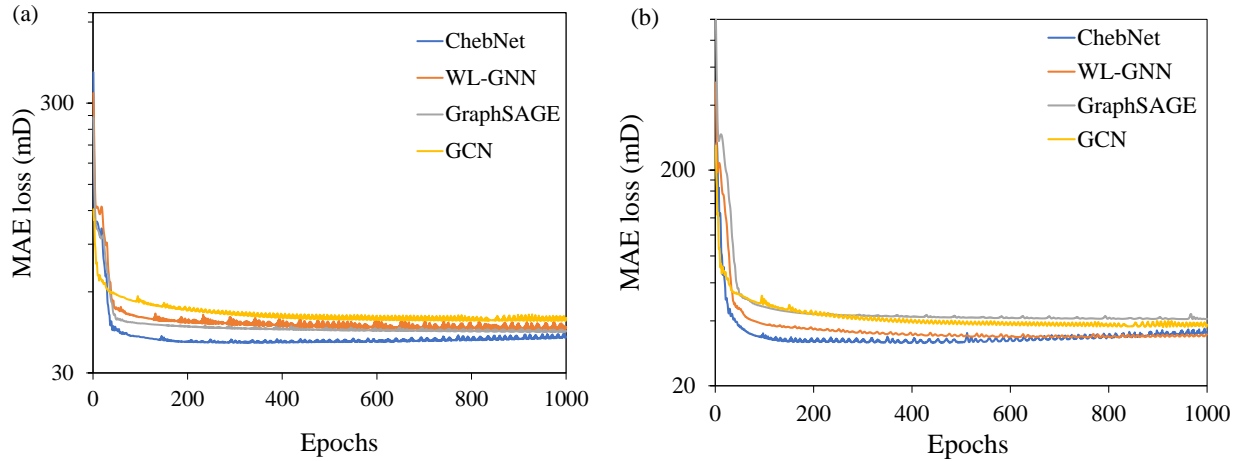 (a)
MAE loss (mD)
300
30
0
200
400
600
800
1000
Epochs
ChebNet
WL-GNN
GraphSAGE
GCN
(b)
MAE loss (mD)
200
20
0
200
400
600
800
1000
Epochs
ChebNet
WL-GNN
GraphSAGE
GCN